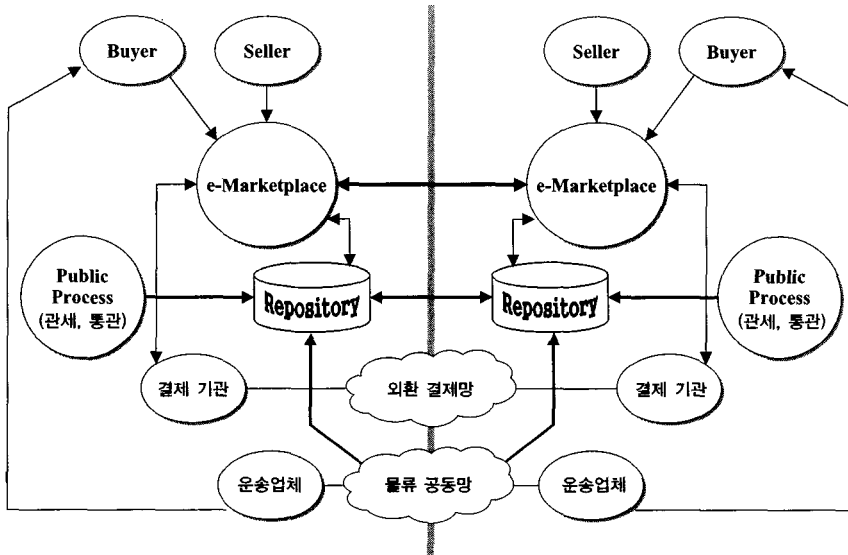 Buyer
Seller
Seller
Buyer
e-Marketplace
e-Marketplace
Public
Process
(관세, 통관)
Repository
Repository
Public
Process
(관세, 통관)
결제 기관
외환 결제망
결제 기관
운송업체
물류 공동망
운송업체